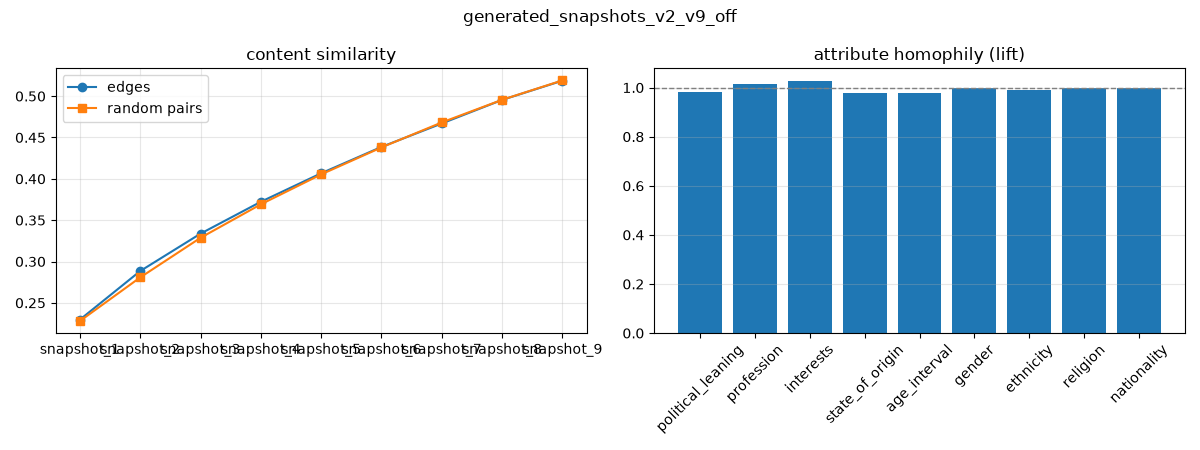 generated_snapshots_v2_v9_off
content similarity
edges
random pairs
0.50
0.45
0.40
0.35
0.30
0.25
snapshot_1 snapshot_2 snapshot_3 snapshot_4 snapshot_5 snapshot_6 snapshot_7 snapshot_8 snapshot_9
attribute homophily (lift)
1.0
0.8
0.6
0.4
0.2
0.0
political_leaning
profession
interests
state_of_origin
age_interval
gender
ethnicity
religion
nationality